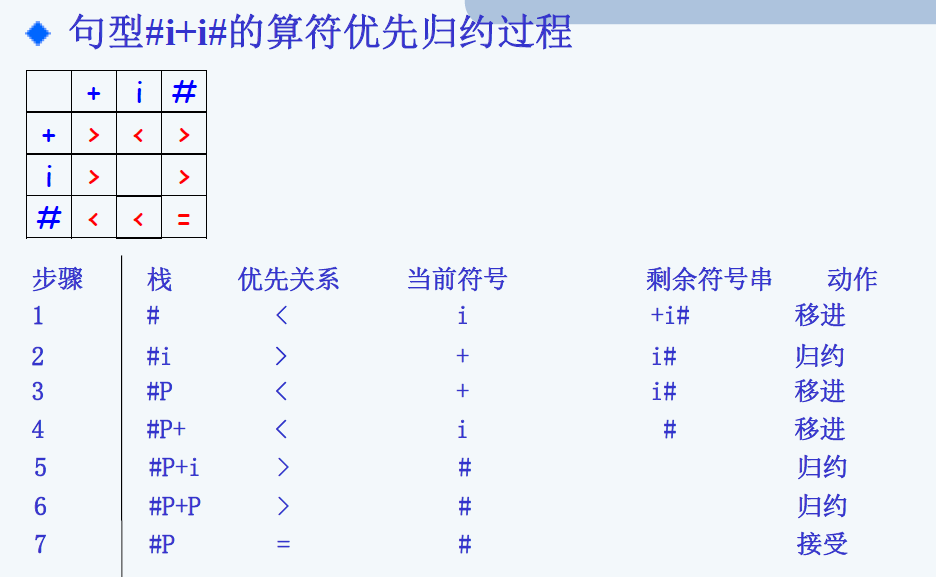 句型#i+i#的算符优先归约过程
+ i #
+ > < >
i > >
# < < =
步骤 栈 优先关系 当前符号 剩余符号串 动作
1 # < i +i# 移进
2 #i > + i# 归约
3 #P < + i# 移进
4 #P+ < i # 移进
5 #P+i > # 归约
6 #P+P > # 归约
7 #P = # 接受